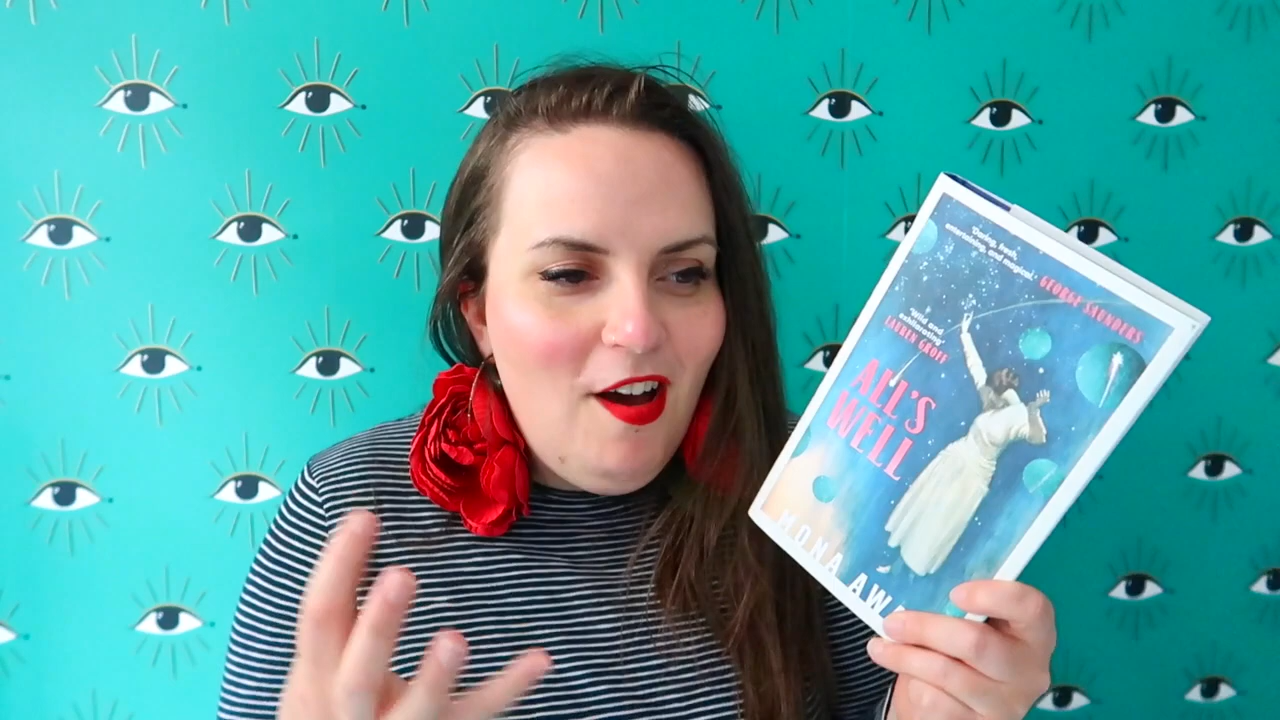 'Daring, fresh,
entertaining, and magical.' GEORGE SAUNDERS
'Wild and
exhilarating'
LAUREN GROFF
ALL'S
WELL
MONA AWA